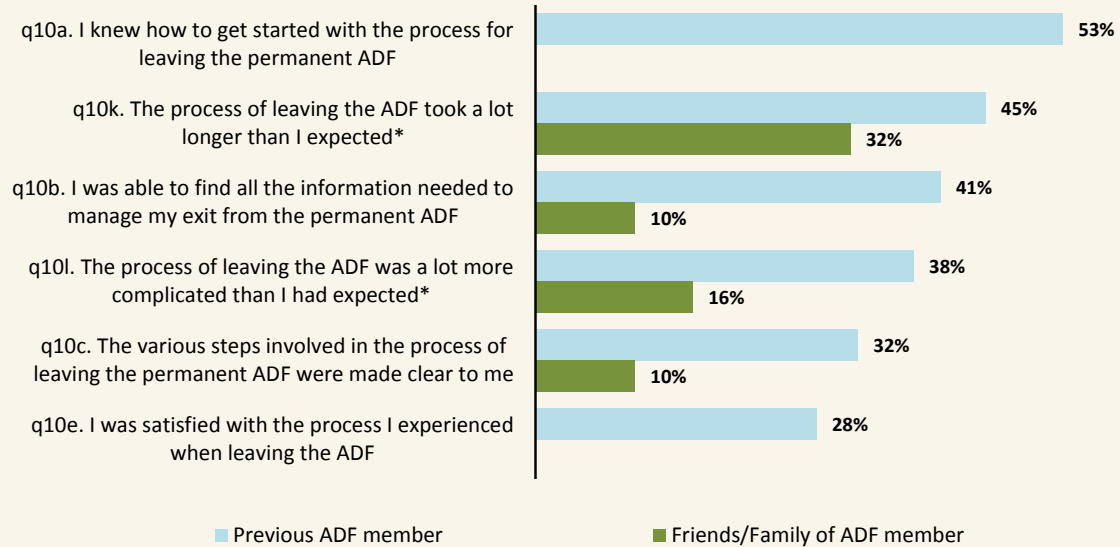 q10a. I knew how to get started with the process for
leaving the permanent ADF
53%
q10k. The process of leaving the ADF took a lot
longer than I expected*
45%
32%
q10b. I was able to find all the information needed to
manage my exit from the permanent ADF
41%
10%
q10l. The process of leaving the ADF was a lot more
complicated than I had expected*
38%
16%
q10c. The various steps involved in the process of
leaving the permanent ADF were made clear to me
32%
10%
q10e. I was satisfied with the process I experienced
when leaving the ADF
28%
Previous ADF member
Friends/Family of ADF member